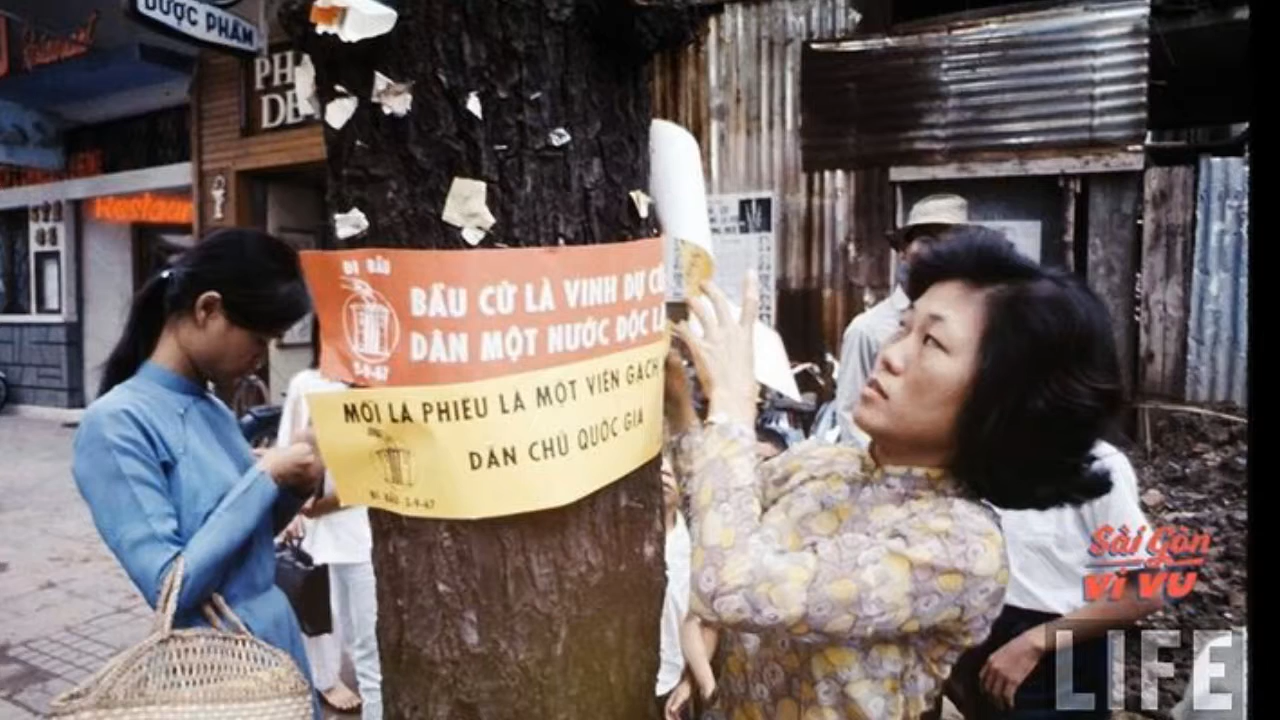 DƯỢC PHẨM
PH
DE
Restaur
ĐI BẦU
BẦU CỬ LÀ VINH DỰ C
DÂN MỘT NƯỚC ĐỘC L
3-9-67
MỖI LÁ PHIẾU LÀ MỘT VIÊN GẠCH
DÂN CHỦ QUỐC GIA
ĐI BẦU 3-9-67
Sài Gòn
vi vu
LIFE